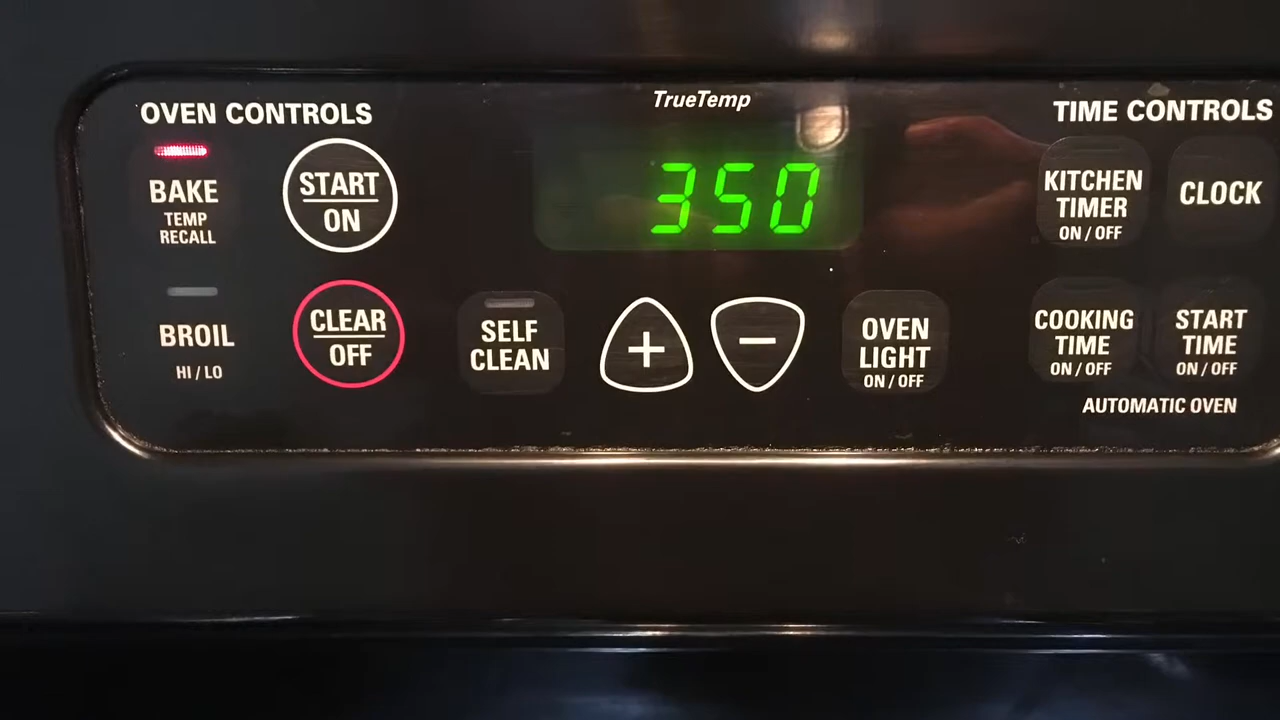 OVEN CONTROLS
TrueTemp
TIME CONTROLS
BAKE
TEMP
RECALL
START
ON
350
KITCHEN
TIMER
ON / OFF
CLOCK
BROIL
HI / LO
CLEAR
OFF
SELF
CLEAN
+
−
OVEN
LIGHT
ON / OFF
COOKING
TIME
ON / OFF
START
TIME
ON / OFF
AUTOMATIC OVEN